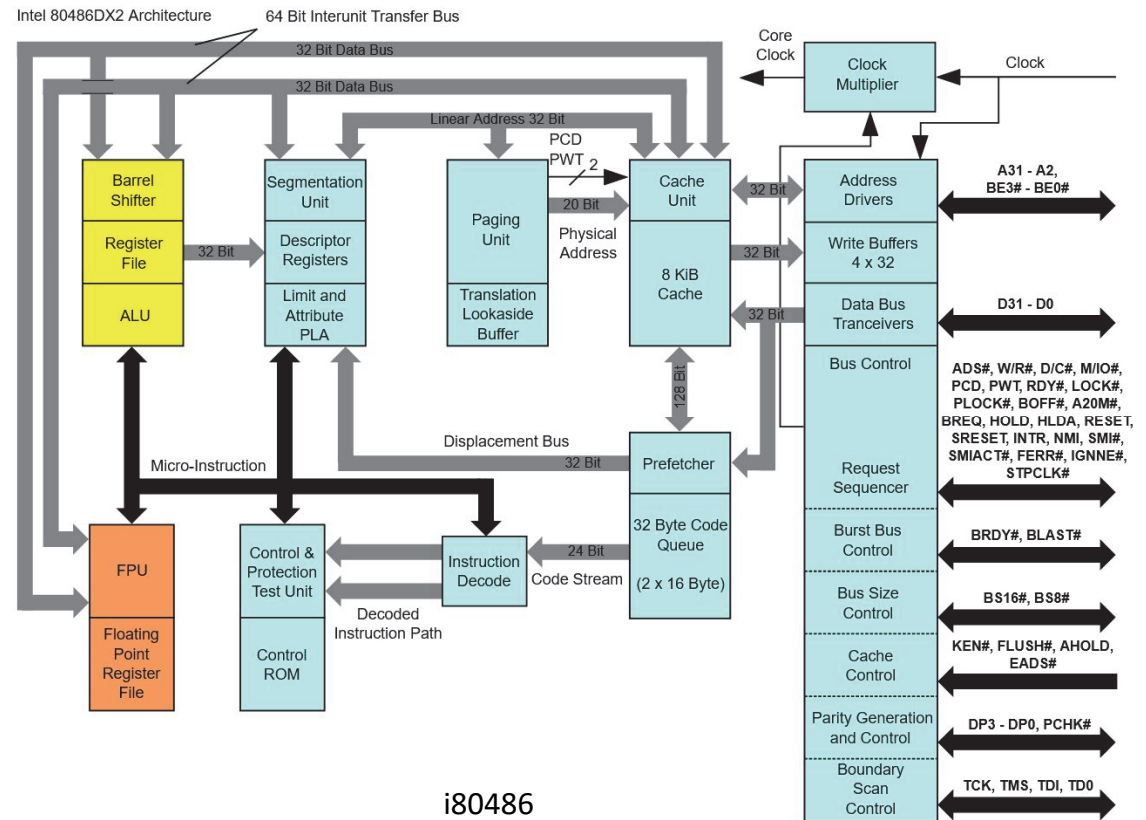 Intel 80486DX2 Architecture
64 Bit Interunit Transfer Bus
32 Bit Data Bus
32 Bit Data Bus
Linear Address 32 Bit
Core
Clock
Clock
Multiplier
Clock
Barrel
Shifter
Register
File
ALU
32 Bit
Segmentation
Unit
Descriptor
Registers
Limit and
Attribute
PLA
Paging
Unit
Translation
Lookaside
Buffer
PCD
PWT
2
20 Bit
Physical
Address
Cache
Unit
8 KiB
Cache
32 Bit
32 Bit
32 Bit
128 Bit
Address
Drivers
Write Buffers
4 x 32
Data Bus
Tranceivers
Bus Control
Request
Sequencer
Burst Bus
Control
Bus Size
Control
Cache
Control
Parity Generation
and Control
Boundary
Scan
Control
A31 - A2,
BE3# - BE0#
D31 - D0
ADS#, W/R#, D/C#, M/IO#,
PCD, PWT, RDY#, LOCK#,
PLOCK#, BOFF#, A20M#,
BREQ, HOLD, HLDA, RESET,
SRESET, INTR, NMI, SMI#,
SMIACT#, FERR#, IGNNE#,
STPCLK#
BRDY#, BLAST#
BS16#, BS8#
KEN#, FLUSH#, AHOLD,
EADS#
DP3 - DP0, PCHK#
TCK, TMS, TDI, TD0
Micro-Instruction
Displacement Bus
32 Bit
Prefetcher
32 Byte Code
Queue
(2 x 16 Byte)
24 Bit
Code Stream
Instruction
Decode
Decoded
Instruction Path
Control &
Protection
Test Unit
Control
ROM
FPU
Floating
Point
Register
File
i80486